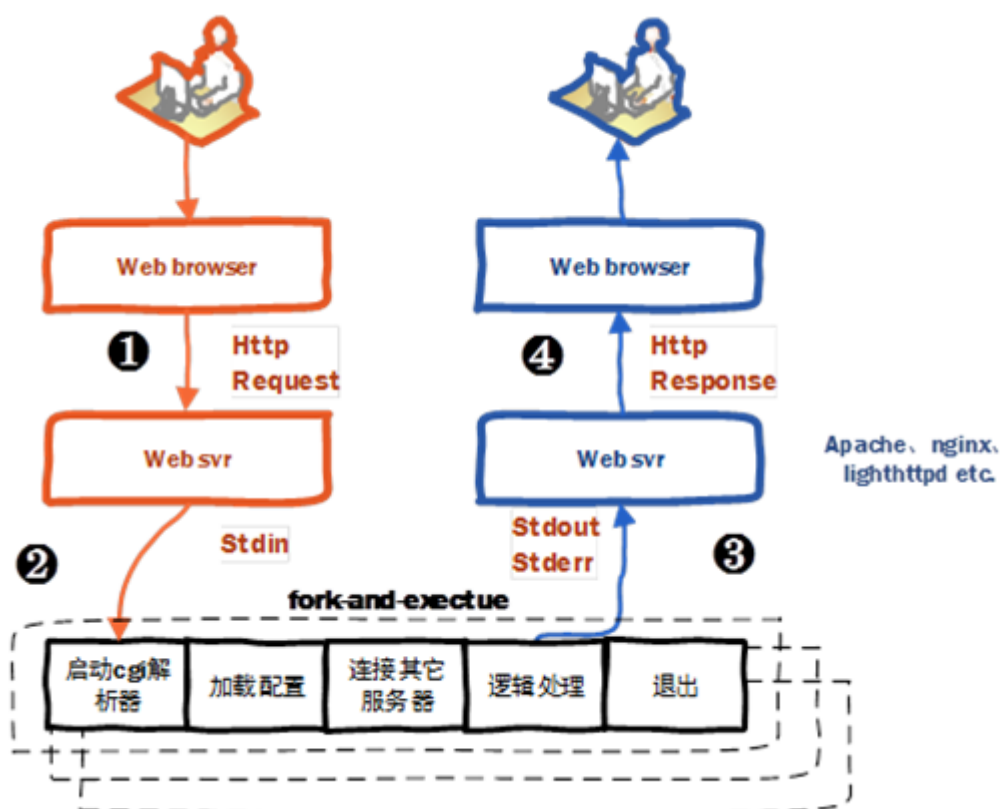 Web browser
❶
Http
Request
Web svr
❷
Stdin
Web browser
❹
Http
Response
Web svr
Apache、nginx、
lighthttpd etc.
Stdout
Stderr
❸
fork-and-exectue
启动cgi解
析器
加载配置
连接其它
服务器
逻辑处理
退出